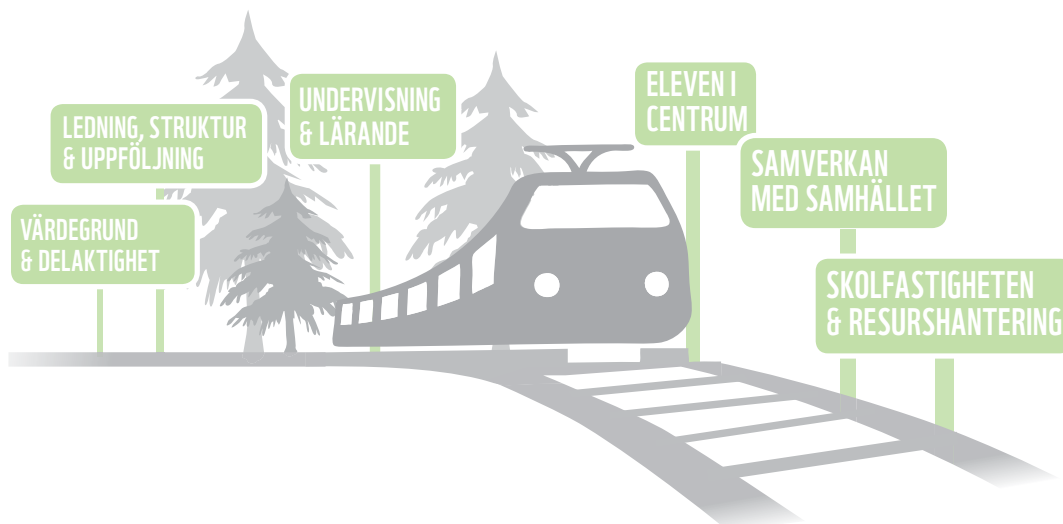 VÄRDEGRUND
& DELAKTIGHET
LEDNING, STRUKTUR
& UPPFÖLJNING
UNDERVISNING
& LÄRANDE
ELEVEN I
CENTRUM
SAMVERKAN
MED SAMHÄLLET
SKOLFASTIGHETEN
& RESURSHANTERING